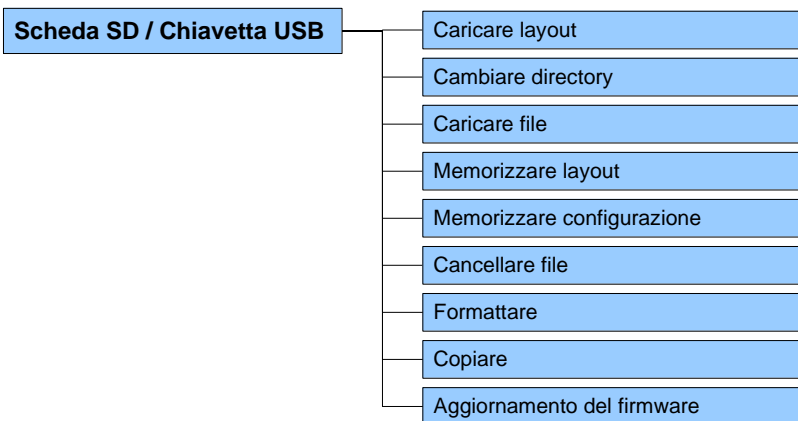 Scheda SD / Chiavetta USB
Caricare layout
Cambiare directory
Caricare file
Memorizzare layout
Memorizzare configurazione
Cancellare file
Formattare
Copiare
Aggiornamento del firmware